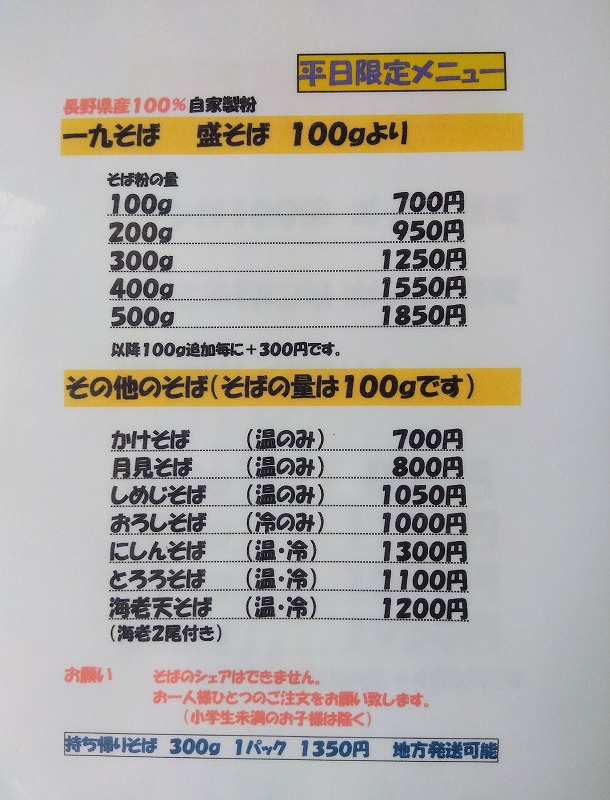 平日限定メニュー
長野県産100% 自家製粉
一九そば 盛そば 100gより
そば粉の量
100g 700円
200g 950円
300g 1250円
400g 1550円
500g 1850円
以降100g追加毎に+300円です。
その他のそば(そばの量は100gです)
かけそば (温のみ) 700円
月見そば (温のみ) 800円
しめじそば (温のみ) 1050円
おろしそば (冷のみ) 1000円
にしんそば (温・冷) 1300円
とろろそば (温・冷) 1100円
海老天そば (温・冷) 1200円
(海老2尾付き)
お願い そばのシェアはできません。
お一人様ひとつのご注文をお願い致します。
(小学生未満のお子様は除く)
持ち帰りそば 300g 1パック 1350円 地方発送可能